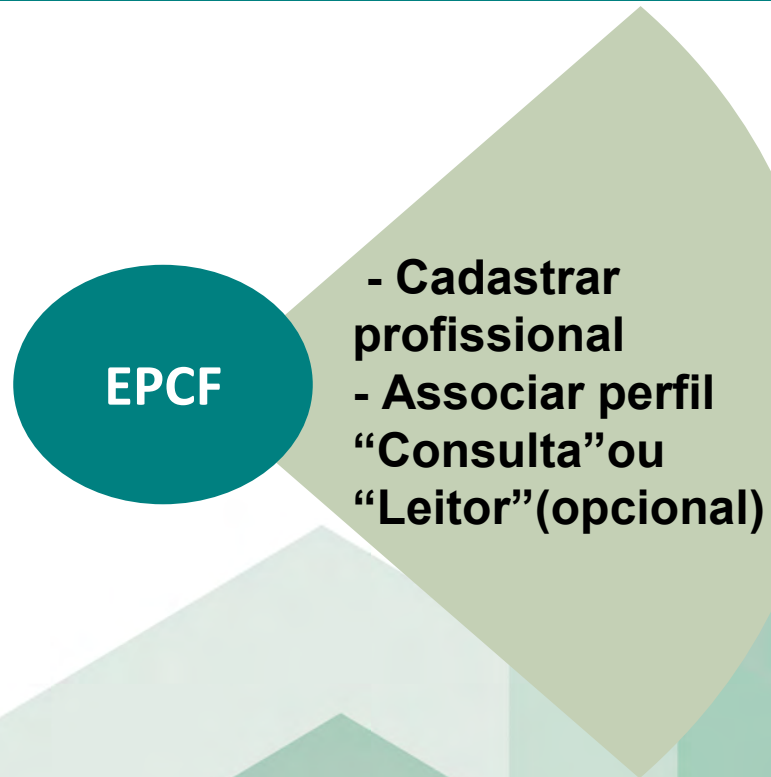 EPCF
- Cadastrar
profissional
- Associar perfil
“Consulta”ou
“Leitor”(opcional)